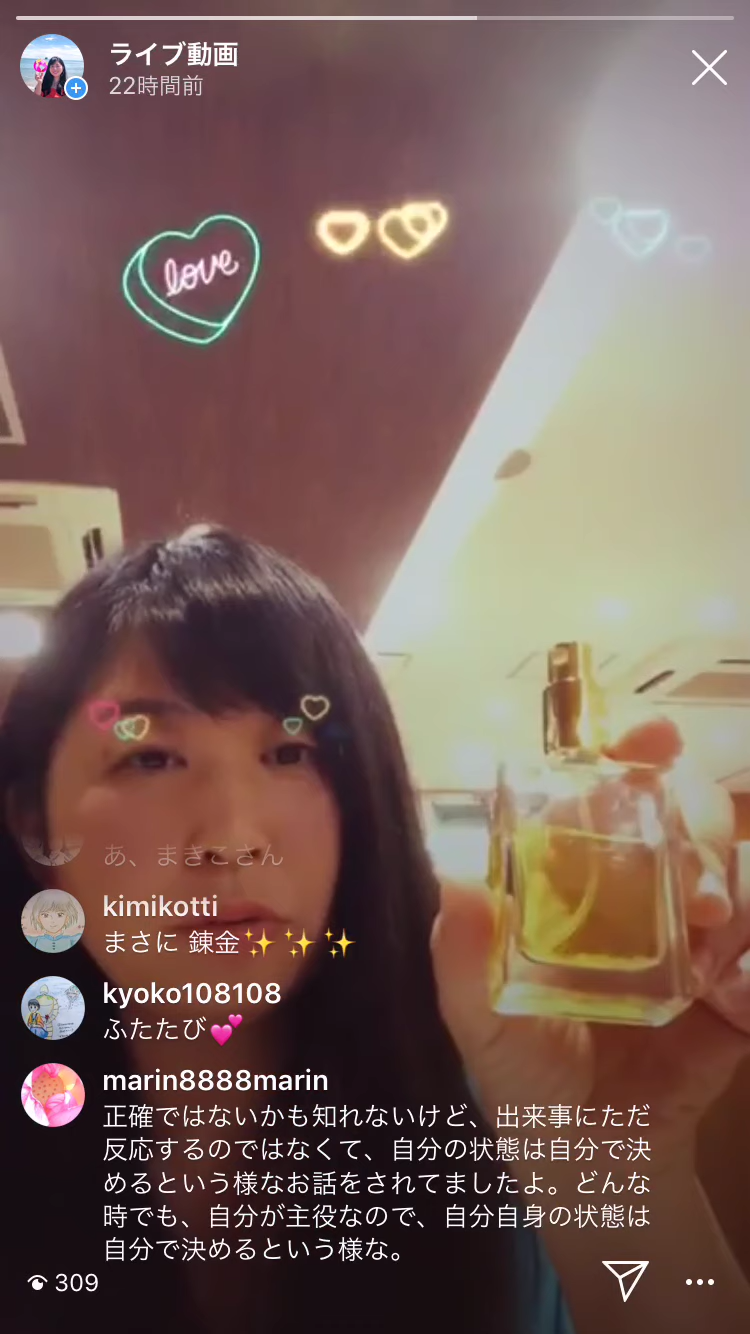 ライブ動画
22時間前
love
あ、まきこさん
kimikotti
まさに 錬金✨✨✨
kyoko108108
ふたたび💕
marin8888marin
正確ではないかも知れないけど、出来事にただ
反応するのではなくて、自分の状態は自分で決
めるという様なお話をされてましたよ。どんな
時でも、自分が主役なので、自分自身の状態は
自分で決めるという様な。
309